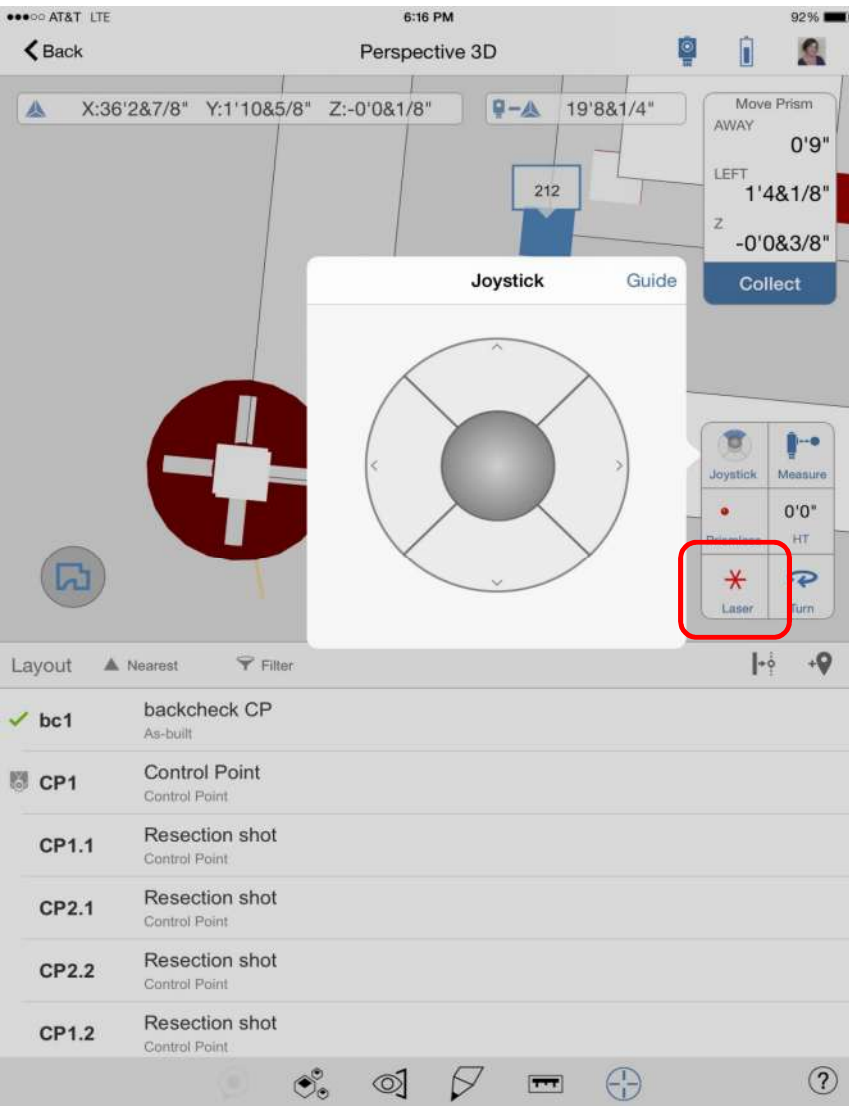 AT&T LTE 6:16 PM 92%
Back Perspective 3D
X:36'2&7/8" Y:1'10&5/8" Z:-0'0&1/8" 19'8&1/4"
Move Prism
AWAY
0'9"
LEFT
1'4&1/8"
Z
-0'0&3/8"
Collect
212
Joystick Guide
Joystick Measure
0'0"
Prismless HT
Laser Turn
Layout Nearest Filter
bc1 backcheck CP
As-built
CP1 Control Point
Control Point
CP1.1 Resection shot
Control Point
CP2.1 Resection shot
Control Point
CP2.2 Resection shot
Control Point
CP1.2 Resection shot
Control Point
?